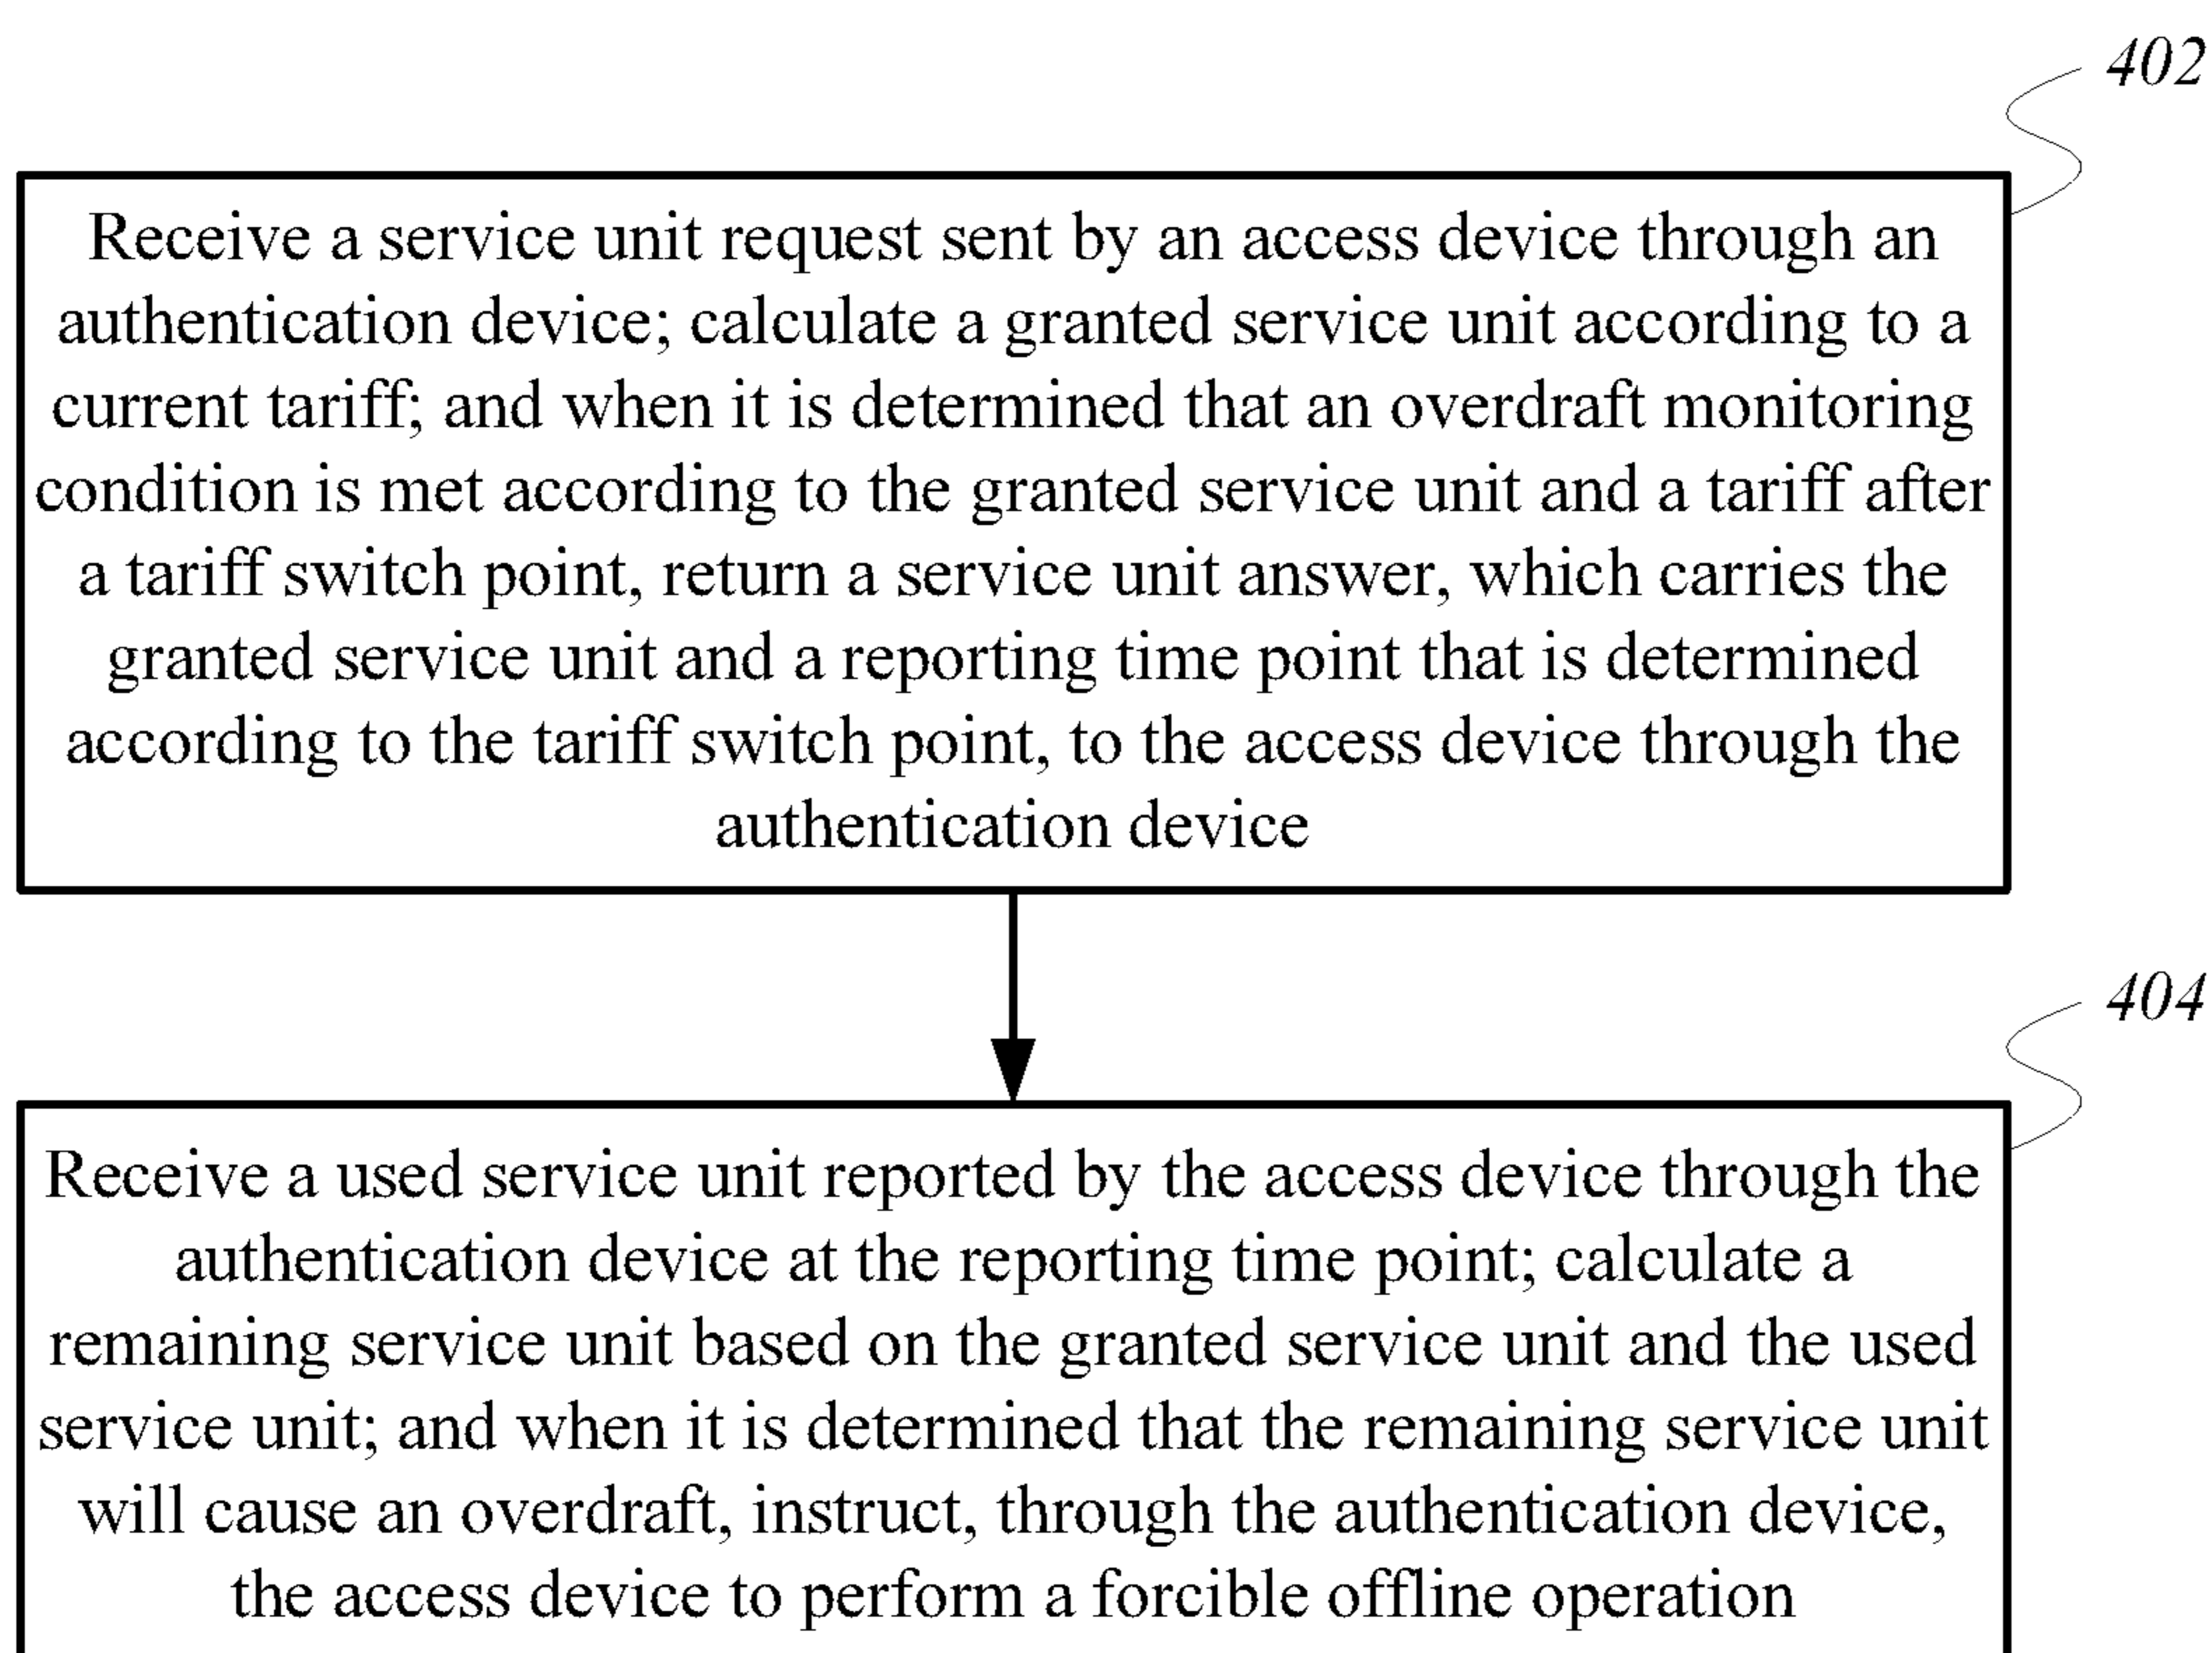 402
Receive a service unit request sent by an access device through an
authentication device; calculate a granted service unit according to a
current tariff; and when it is determined that an overdraft monitoring
condition is met according to the granted service unit and a tariff after
a tariff switch point, return a service unit answer, which carries the
granted service unit and a reporting time point that is determined
according to the tariff switch point, to the access device through the
authentication device
404
Receive a used service unit reported by the access device through the
authentication device at the reporting time point; calculate a
remaining service unit based on the granted service unit and the used
service unit; and when it is determined that the remaining service unit
will cause an overdraft, instruct, through the authentication device,
the access device to perform a forcible offline operation